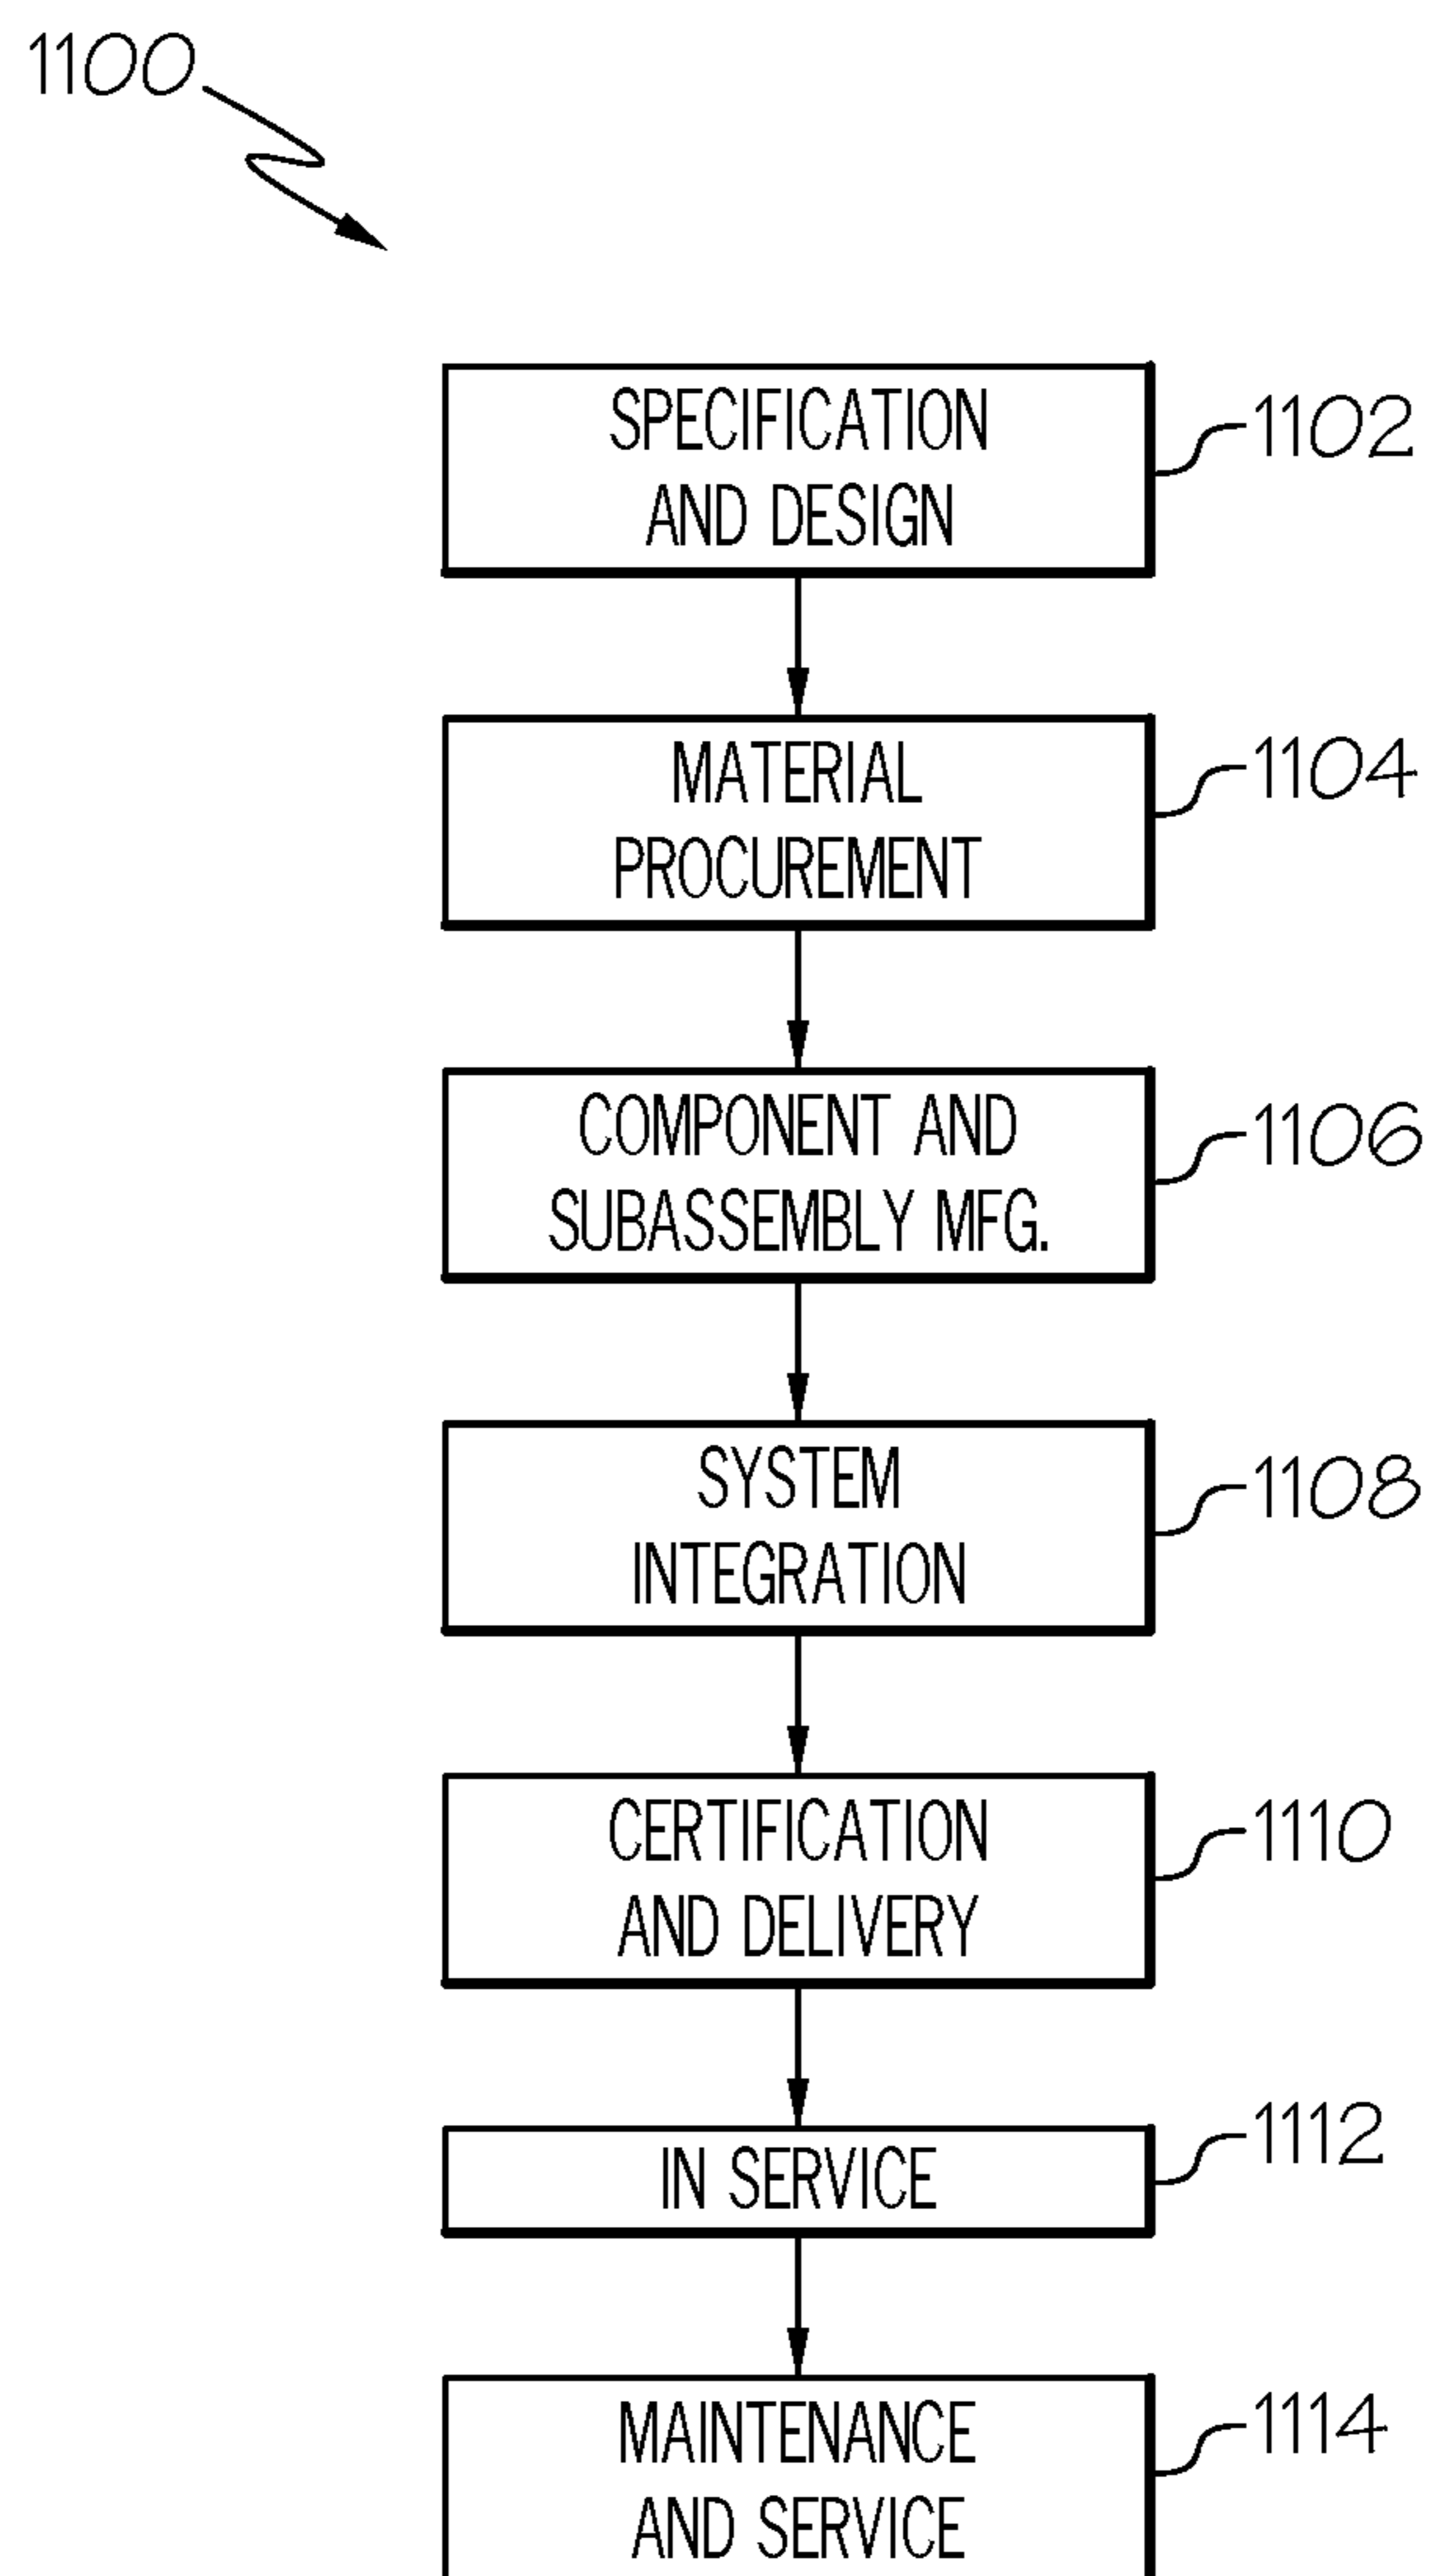 1100
SPECIFICATION
AND DESIGN
1102
MATERIAL
PROCUREMENT
1104
COMPONENT AND
SUBASSEMBLY MFG.
1106
SYSTEM
INTEGRATION
1108
CERTIFICATION
AND DELIVERY
1110
IN SERVICE
1112
MAINTENANCE
AND SERVICE
1114